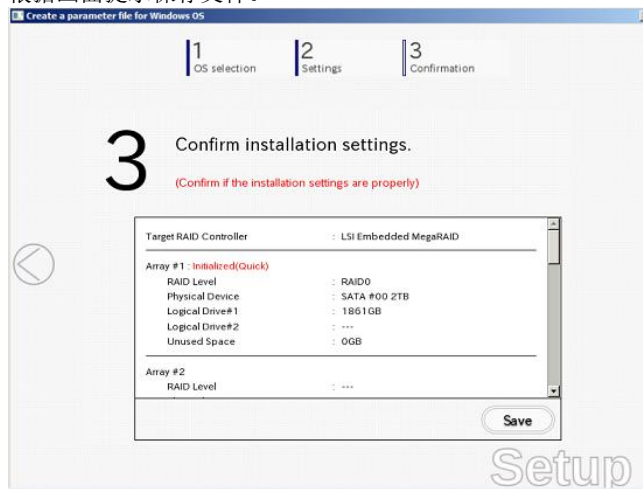 Create a parameter file for Windows OS
1
OS selection
2
Settings
3
Confirmation
3
Confirm installation settings.
(Confirm if the installation settings are properly)
Target RAID Controller : LSI Embedded MegaRAID
Array #1 : Initialized(Quick)
RAID Level : RAID0
Physical Device : SATA #00 2TB
Logical Drive#1 : 1861GB
Logical Drive#2 : ---
Unused Space : 0GB
Array #2
RAID Level : ---
Save
Setup